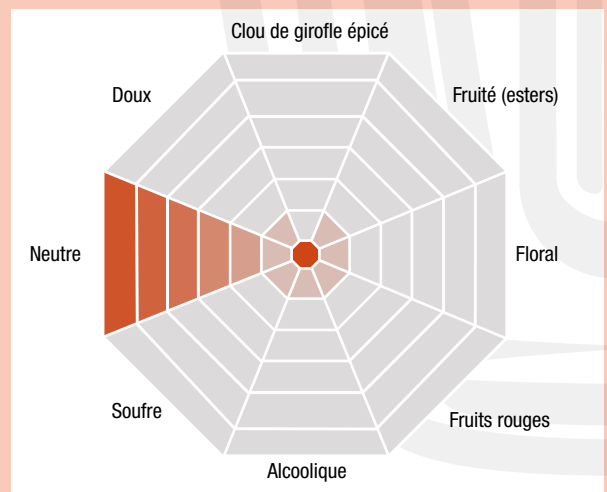 Clou de girofle épicé
Doux
Fruité (esters)
Neutre
Floral
Soufre
Fruits rouges
Alcoolique